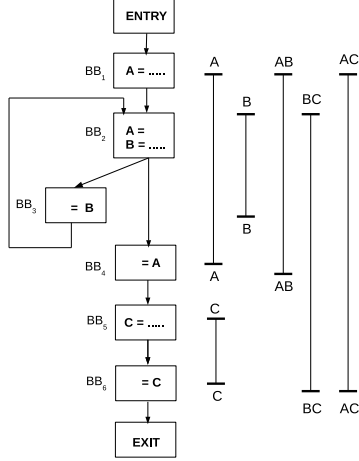 ENTRY
BB1
A = .....
BB2
A =
B = .....
BB3
= B
BB4
= A
BB5
C = .....
BB6
= C
EXIT
A
A
B
B
C
C
AB
AB
BC
BC
AC
AC